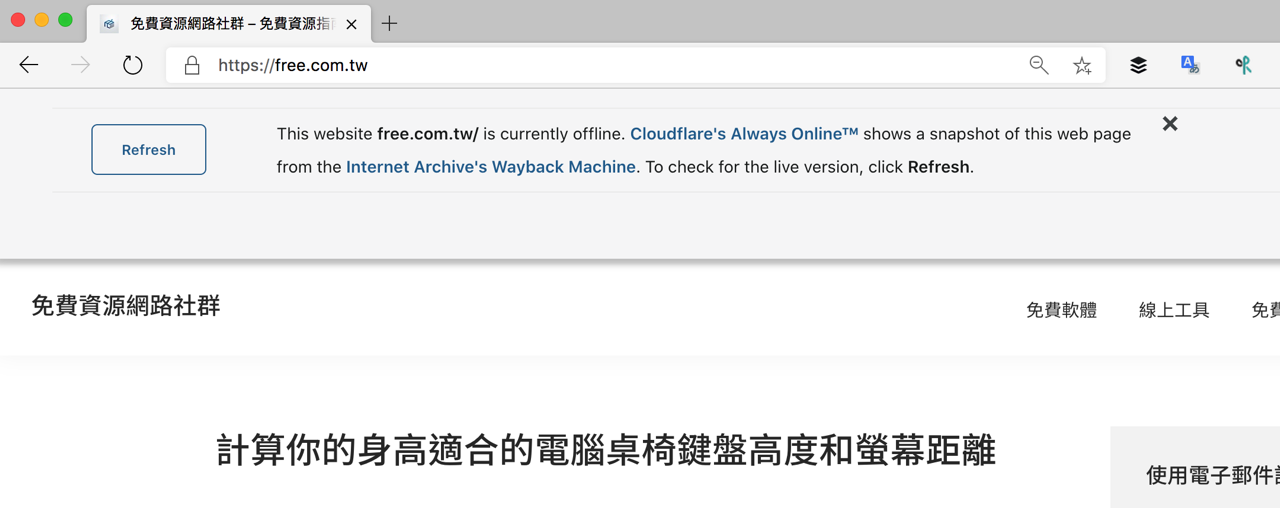 免費資源網路社群 – 免費資源指
https://free.com.tw
Refresh
This website free.com.tw/ is currently offline. Cloudflare's Always Online™ shows a snapshot of this web page
from the Internet Archive's Wayback Machine. To check for the live version, click Refresh.
免費資源網路社群
免費軟體 線上工具 免費
計算你的身高適合的電腦桌椅鍵盤高度和螢幕距離
使用電子郵件